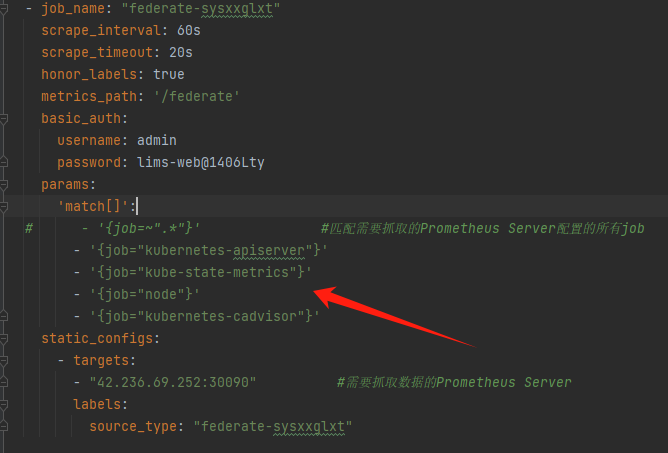 - job_name: "federate-sysxxglxt"
scrape_interval: 60s
scrape_timeout: 20s
honor_labels: true
metrics_path: '/federate'
basic_auth:
username: admin
password: lims-web@1406Lty
params:
'match[]':
# - '{job=~".*"}' #匹配需要抓取的Prometheus Server配置的所有job
- '{job="kubernetes-apiserver"}'
- '{job="kube-state-metrics"}'
- '{job="node"}'
- '{job="kubernetes-cadvisor"}'
static_configs:
- targets:
- "42.236.69.252:30090" #需要抓取数据的Prometheus Server
labels:
source_type: "federate-sysxxglxt"